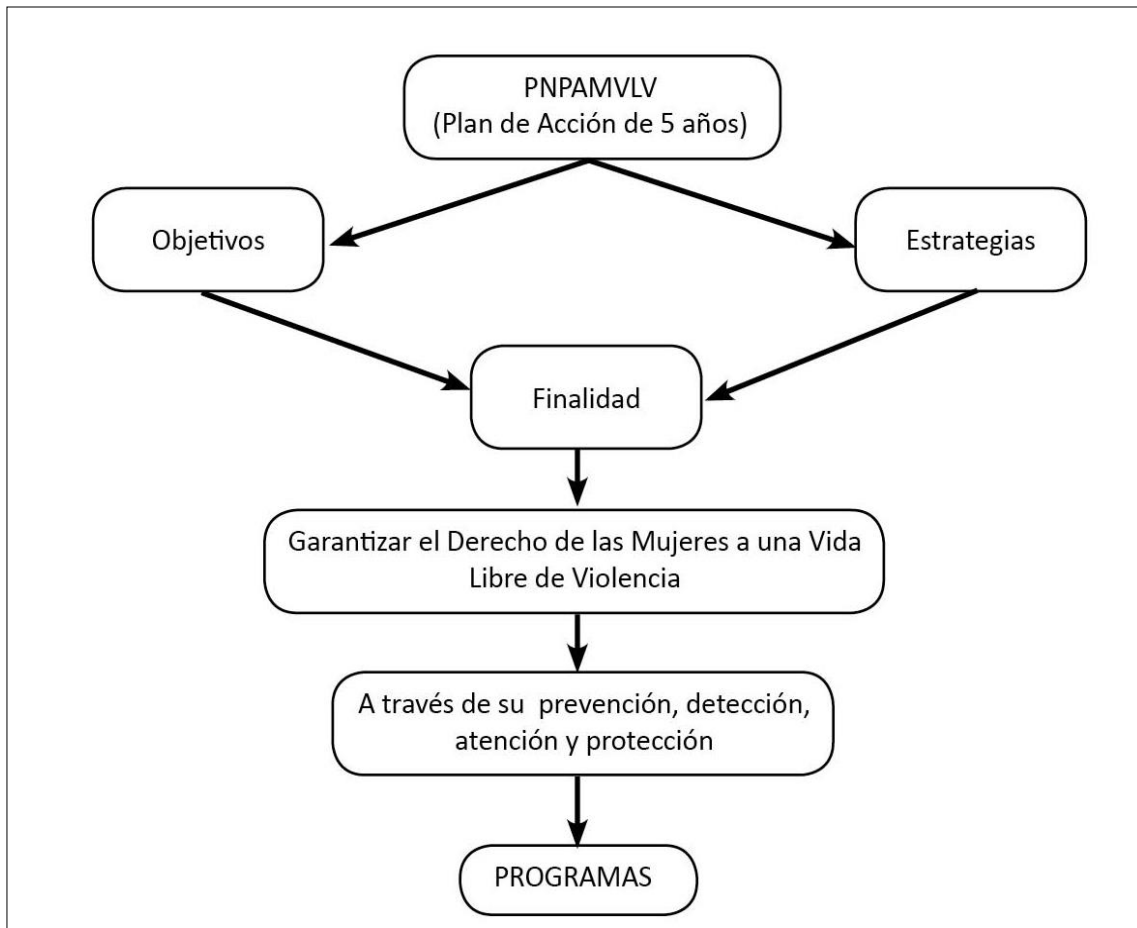 PNPAMVLV
(Plan de Acción de 5 años)
Objetivos
Estrategias
Finalidad
Garantizar el Derecho de las Mujeres a una Vida
Libre de Violencia
A través de su  prevención, detección,
atención y protección
PROGRAMAS